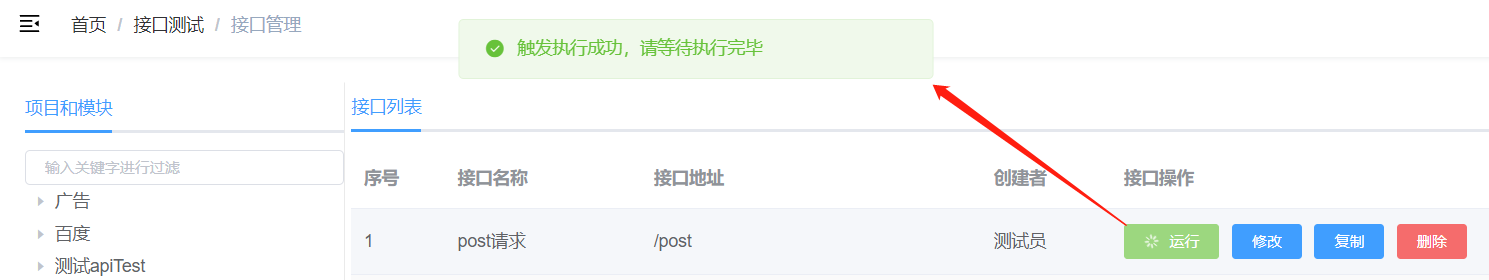 首页 / 接口测试 / 接口管理
触发执行成功，请等待执行完毕
项目和模块
输入关键字进行过滤
广告
百度
测试apiTest
接口列表
序号 接口名称 接口地址 创建者 接口操作
1 post请求 /post 测试员 运行 修改 复制 删除